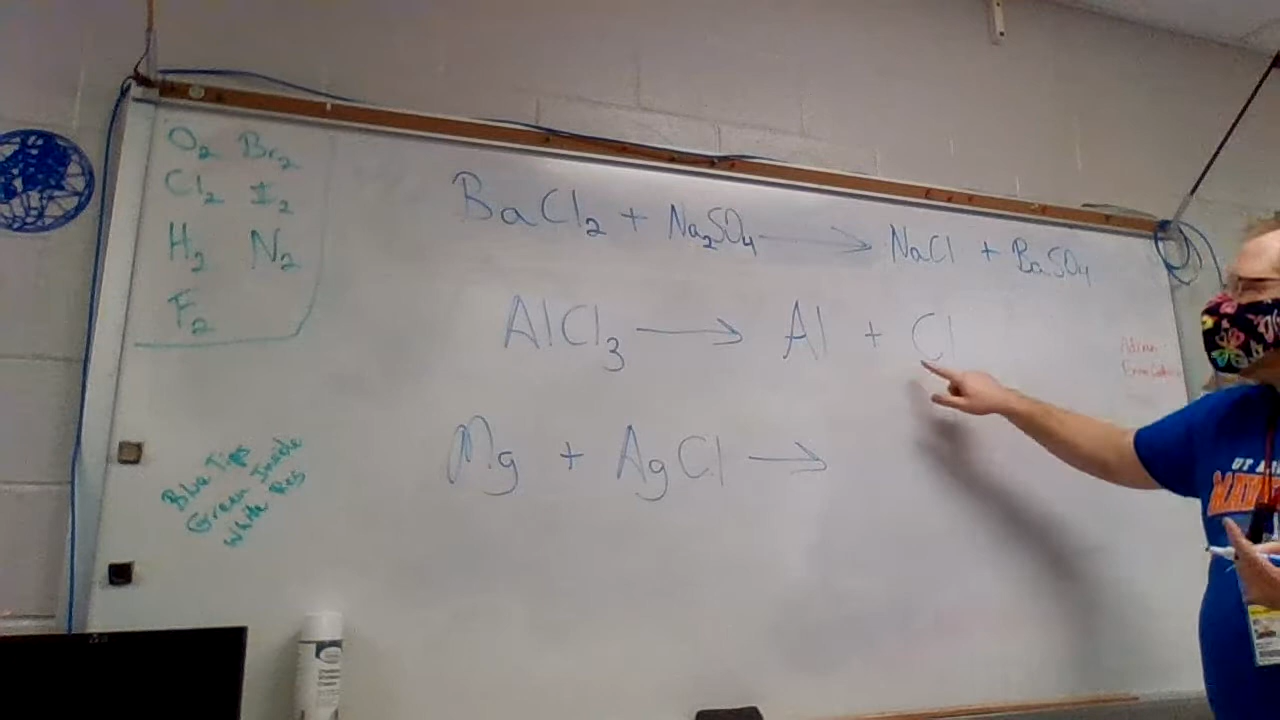 O₂ Br₂
Cl₂ I₂
H₂ N₂
F₂
BaCl₂ + Na₂SO₄ → NaCl + BaSO₄
AlCl₃ → Al + Cl
Mg + AgCl →
Blue Tips
Green Inside
White Res
UT